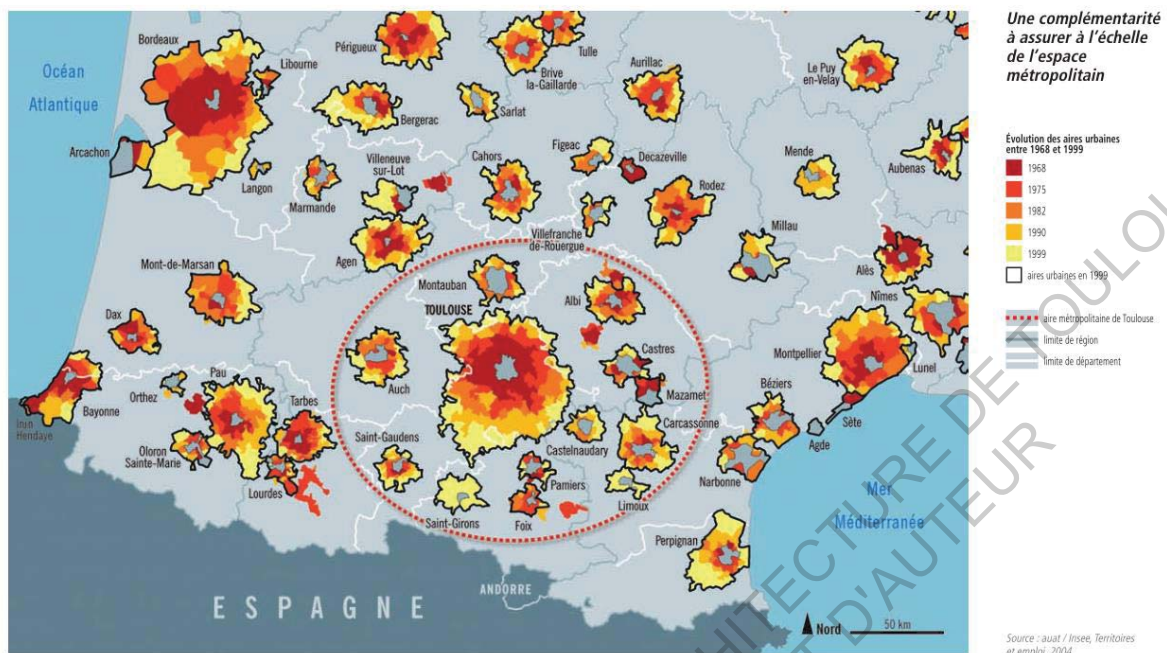 Une complémentarité
à assurer à l'échelle
de l'espace
métropolitain
Évolution des aires urbaines
entre 1968 et 1999
1968
1975
1982
1990
1999
aires urbaines en 1999
aire métropolitaine de Toulouse
limite de région
limite de département
Source : auat / Insee, Territoires
et emploi, 2004
Océan
Atlantique
Bordeaux
Libourne
Périgueux
Tulle
Brive
la-Gaillarde
Aurillac
Le Puy
en-Velay
Arcachon
Bergerac
Sarlat
Langon
Marmande
Villeneuve
sur-Lot
Cahors
Figeac
Decazeville
Rodez
Mende
Aubenas
Agen
Villefranche
de-Rouergue
Millau
Alès
Mont-de-Marsan
Montauban
Albi
Nîmes
Dax
TOULOUSE
Castres
Montpellier
Lunel
Auch
Mazamet
Béziers
Sète
Pau
Orthez
Bayonne
Irun
Hendaye
Tarbes
Carcassonne
Agde
Oloron
Sainte-Marie
Saint-Gaudens
Castelnaudary
Narbonne
Lourdes
Pamiers
Limoux
Saint-Girons
Foix
Mer
Méditerranée
Perpignan
ANDORRE
ESPAGNE
Nord
50 km
HITECTURE DE TOULO
T D'AUTEUR